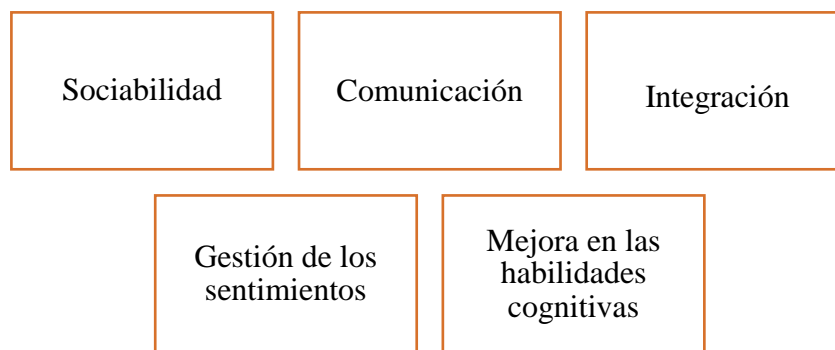 Sociabilidad
Comunicación
Integración
Gestión de los
sentimientos
Mejora en las
habilidades
cognitivas